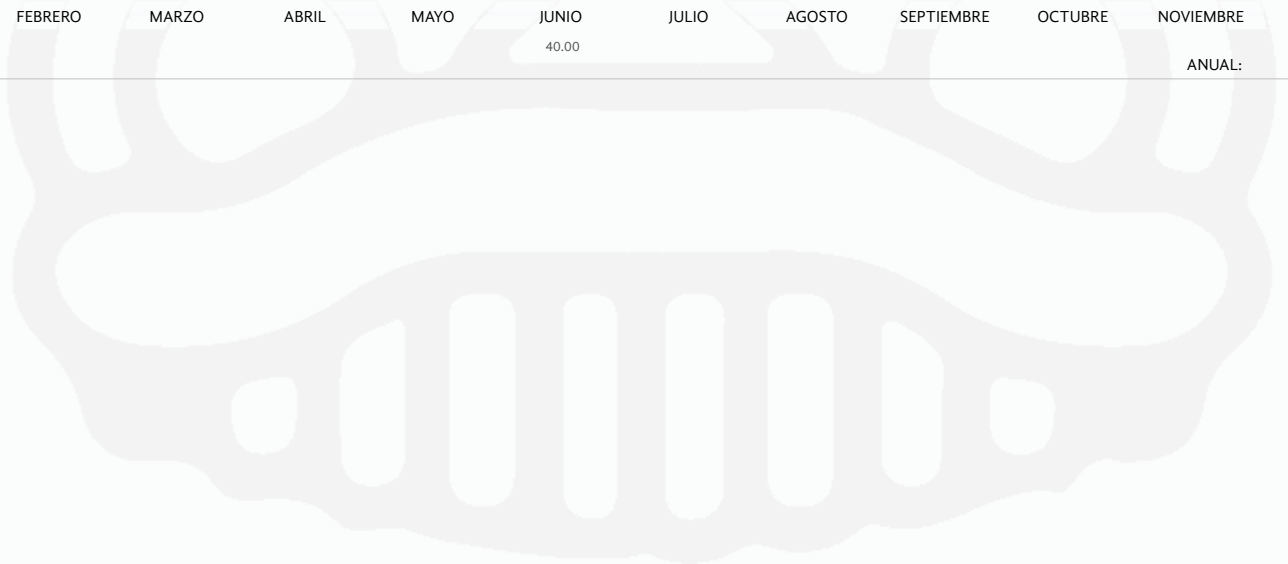 FEBRERO MARZO ABRIL MAYO JUNIO JULIO AGOSTO SEPTIEMBRE OCTUBRE NOVIEMBRE
40.00
ANUAL: